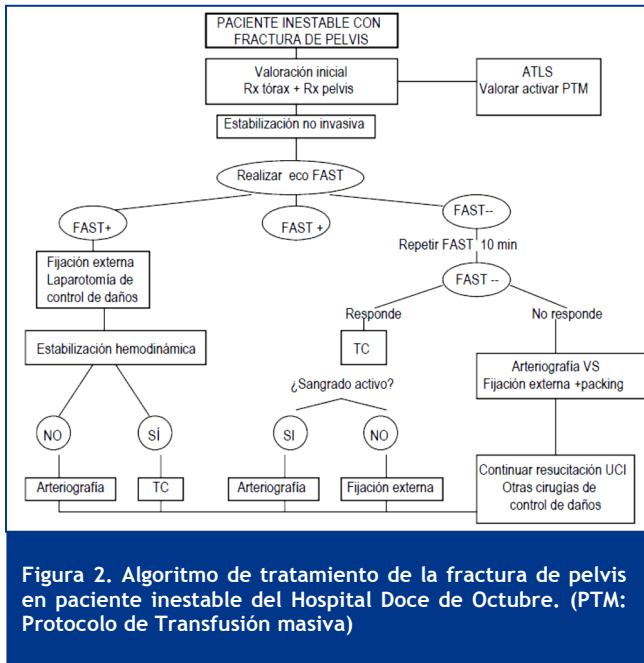 PACIENTE INESTABLE CON
FRACTURA DE PELVIS
Valoración inicial
Rx tórax + Rx pelvis
ATLS
Valorar activar PTM
Estabilización no invasiva
Realizar eco FAST
FAST+
FAST +
FAST--
Repetir FAST 10 min
Fijación externa
Laparotomía de
control de daños
FAST --
Responde
No responde
Estabilización hemodinámica
TC
Arteriografía VS
Fijación externa +packing
¿Sangrado activo?
NO
SÍ
SI
NO
Arteriografía
TC
Arteriografía
Fijación externa
Continuar resucitación UCI
Otras cirugías de
control de daños
Figura 2. Algoritmo de tratamiento de la fractura de pelvis
en paciente inestable del Hospital Doce de Octubre. (PTM:
Protocolo de Transfusión masiva)